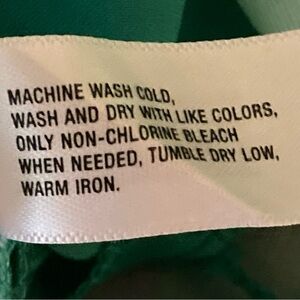 MACHINE WASH COLD,
WASH AND DRY WITH LIKE COLORS,
ONLY NON-CHLORINE BLEACH
WHEN NEEDED, TUMBLE DRY LOW,
WARM IRON.